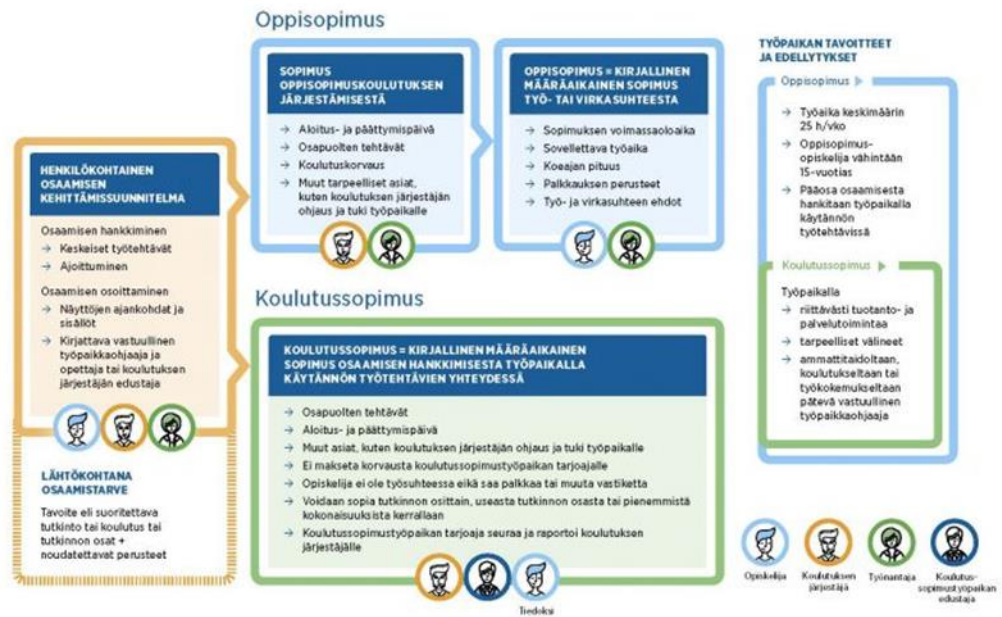 Oppisopimus
SOPIMUS
OPPISOPIMUSKOULUTUKSEN
JÄRJESTÄMISESTÄ
→ Aloitus- ja päättymispäivä
→ Osapuolten tehtävät
→ Koulutuskorvaus
→ Muut tarpeelliset asiat,
kuten koulutuksen järjestäjän
ohjaus ja tuki työpaikalle
OPPISOPIMUS = KIRJALLINEN
MÄÄRÄAIKAINEN SOPIMUS
TYÖ- TAI VIRKASUHTEESTA
→ Sopimuksen voimassaoloaika
→ Sovellettava työaika
→ Koeajan pituus
→ Palkkauksen perusteet
→ Työ- ja virkasuhteen ehdot
TYÖPAIKAN TAVOITTEET
JA EDELLYTYKSET
Oppisopimus
→ Työaika keskimäärin
25 h/vko
→ Oppisopimus-
opiskelija vähintään
15-vuotias
→ Pääosa osaamisesta
hankitaan työpaikalla
käytännön
työtehtävissä
Koulutussopimus
Työpaikalla
→ riittävästi tuotanto- ja
palvelutoimintaa
→ tarpeelliset välineet
→ ammattitaidoltaan,
koulutukseltaan tai
työkokemukseltaan
pätevä vastuullinen
työpaikkaohjaaja
HENKILÖKOHTAINEN
OSAAMISEN
KEHITTÄMISSUUNNITELMA
Osaamisen hankkiminen
→ Keskeiset työtehtävät
→ Ajoittuminen
Osaamisen osoittaminen
→ Näyttöjen ajankohdat ja
sisällöt
→ Kirjattava vastuullinen
työpaikkaohjaaja ja
opettaja tai koulutuksen
järjestäjän edustaja
LÄHTÖKOHTANA
OSAAMISTARVE
Tavoite eli suoritettava
tutkinto tai koulutus tai
tutkinnon osat +
noudatettavat perusteet
Koulutussopimus
KOULUTUSSOPIMUS = KIRJALLINEN MÄÄRÄAIKAINEN
SOPIMUS OSAAMISEN HANKKIMISESTA TYÖPAIKALLA
KÄYTÄNNÖN TYÖTEHTÄVIEN YHTEYDESSÄ
→ Osapuolten tehtävät
→ Aloitus- ja päättymispäivä
→ Muut asiat, kuten koulutuksen järjestäjän ohjaus ja tuki työpaikalle
→ Ei makseta korvausta koulutussopimustyöpaikan tarjoajalle
→ Opiskelija ei ole työsuhteessa eikä saa palkkaa tai muuta vastiketta
→ Voidaan sopia tutkinnon osittain, useasta tutkinnon osasta tai pienemmistä
kokonaisuuksista kerrallaan
→ Koulutussopimustyöpaikan tarjoaja seuraa ja raportoi koulutuksen
järjestäjälle
Tiedoksi
Opiskelija
Koulutuksen
järjestäjä
Työnantaja
Koulutus-
sopimustyöpaikan
edustaja